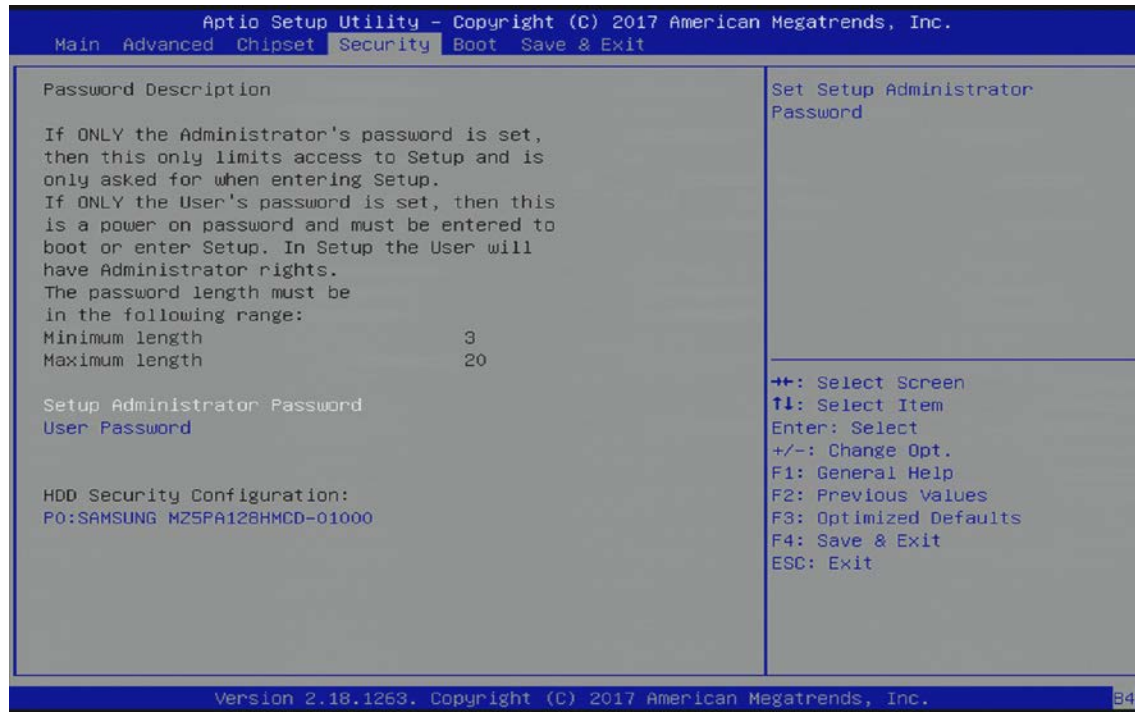 Aptio Setup Utility – Copyright (C) 2017 American Megatrends, Inc.
Main Advanced Chipset Security Boot Save & Exit
Password Description
If ONLY the Administrator's password is set,
then this only limits access to Setup and is
only asked for when entering Setup.
If ONLY the User's password is set, then this
is a power on password and must be entered to
boot or enter Setup. In Setup the User will
have Administrator rights.
The password length must be
in the following range:
Minimum length 3
Maximum length 20
Setup Administrator Password
User Password
HDD Security Configuration:
P0:SAMSUNG MZ5PA128HMCD-01000
Set Setup Administrator
Password
→←: Select Screen
↑↓: Select Item
Enter: Select
+/-: Change Opt.
F1: General Help
F2: Previous Values
F3: Optimized Defaults
F4: Save & Exit
ESC: Exit
Version 2.18.1263. Copyright (C) 2017 American Megatrends, Inc.
B4